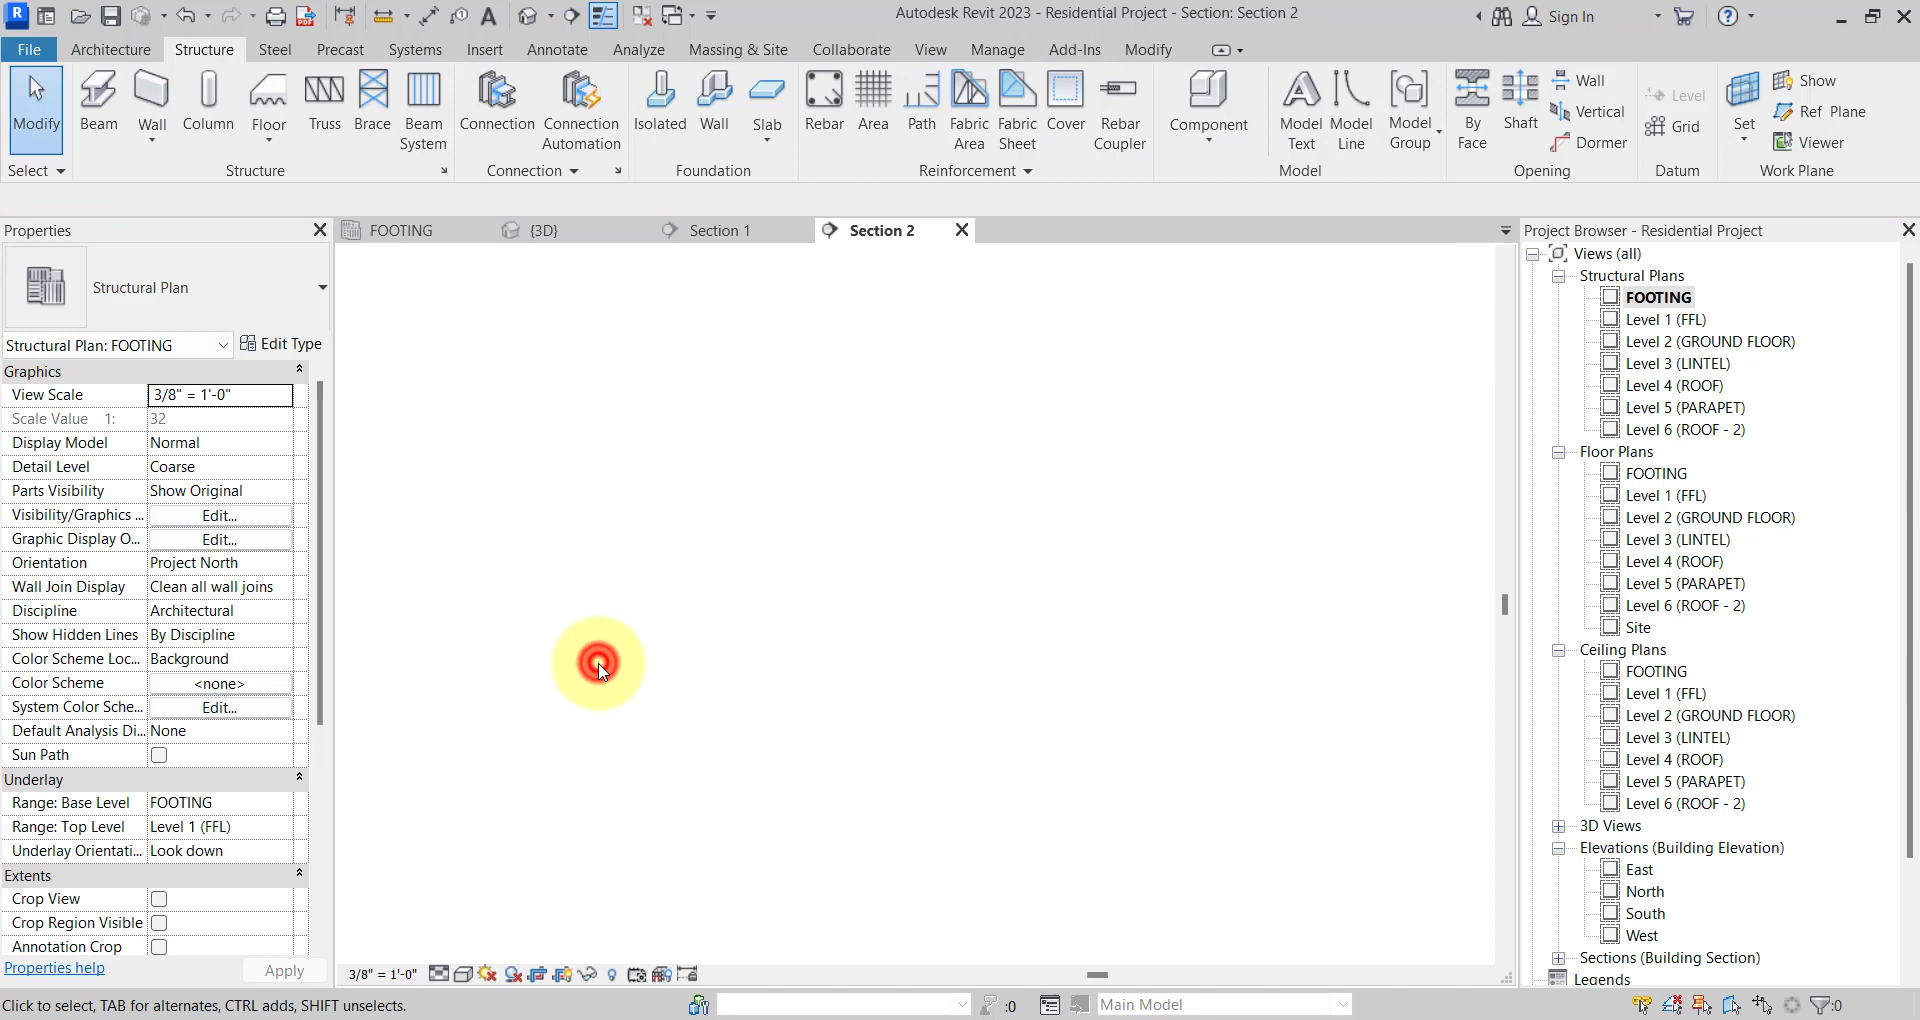 Autodesk Revit 2023 - Residential Project - Section: Section 2
Sign In
File Architecture Structure Steel Precast Systems Insert Annotate Analyze Massing & Site Collaborate View Manage Add-Ins Modify
Modify
Beam
Wall
Column
Floor
Truss
Brace
Beam
System
Connection
Connection
Automation
Isolated
Wall
Slab
Rebar
Area
Path
Fabric
Area
Fabric
Sheet
Cover
Rebar
Coupler
Component
Model
Text
Model
Line
Model
Group
By
Face
Shaft
Wall
Vertical
Dormer
Level
Grid
Set
Show
Ref Plane
Viewer
Select
Structure
Connection
Foundation
Reinforcement
Model
Opening
Datum
Work Plane
Properties
FOOTING
{3D}
Section 1
Section 2
Project Browser - Residential Project
Structural Plan
Structural Plan: FOOTING
Edit Type
Graphics
View Scale 3/8" = 1'-0"
Scale Value 1: 32
Display Model Normal
Detail Level Coarse
Parts Visibility Show Original
Visibility/Graphics ... Edit...
Graphic Display O... Edit...
Orientation Project North
Wall Join Display Clean all wall joins
Discipline Architectural
Show Hidden Lines By Discipline
Color Scheme Loc... Background
Color Scheme <none>
System Color Sche... Edit...
Default Analysis Di... None
Sun Path
Underlay
Range: Base Level FOOTING
Range: Top Level Level 1 (FFL)
Underlay Orientati... Look down
Extents
Crop View
Crop Region Visible
Annotation Crop
Properties help
Apply
Views (all)
Structural Plans
FOOTING
Level 1 (FFL)
Level 2 (GROUND FLOOR)
Level 3 (LINTEL)
Level 4 (ROOF)
Level 5 (PARAPET)
Level 6 (ROOF - 2)
Floor Plans
FOOTING
Level 1 (FFL)
Level 2 (GROUND FLOOR)
Level 3 (LINTEL)
Level 4 (ROOF)
Level 5 (PARAPET)
Level 6 (ROOF - 2)
Site
Ceiling Plans
FOOTING
Level 1 (FFL)
Level 2 (GROUND FLOOR)
Level 3 (LINTEL)
Level 4 (ROOF)
Level 5 (PARAPET)
Level 6 (ROOF - 2)
3D Views
Elevations (Building Elevation)
East
North
South
West
Sections (Building Section)
Legends
3/8" = 1'-0"
Click to select, TAB for alternates, CTRL adds, SHIFT unselects.
:0
Main Model
:0